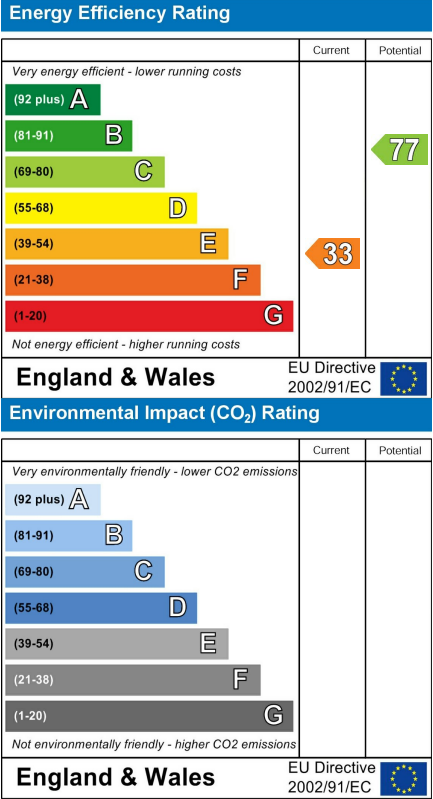 Energy Efficiency Rating
Current Potential
Very energy efficient - lower running costs
(92 plus) A
(81-91) B
77
(69-80) C
(55-68) D
(39-54) E
33
(21-38) F
(1-20) G
Not energy efficient - higher running costs
England & Wales
EU Directive
2002/91/EC
Environmental Impact (CO₂) Rating
Current Potential
Very environmentally friendly - lower CO2 emissions
(92 plus) A
(81-91) B
(69-80) C
(55-68) D
(39-54) E
(21-38) F
(1-20) G
Not environmentally friendly - higher CO2 emissions
England & Wales
EU Directive
2002/91/EC